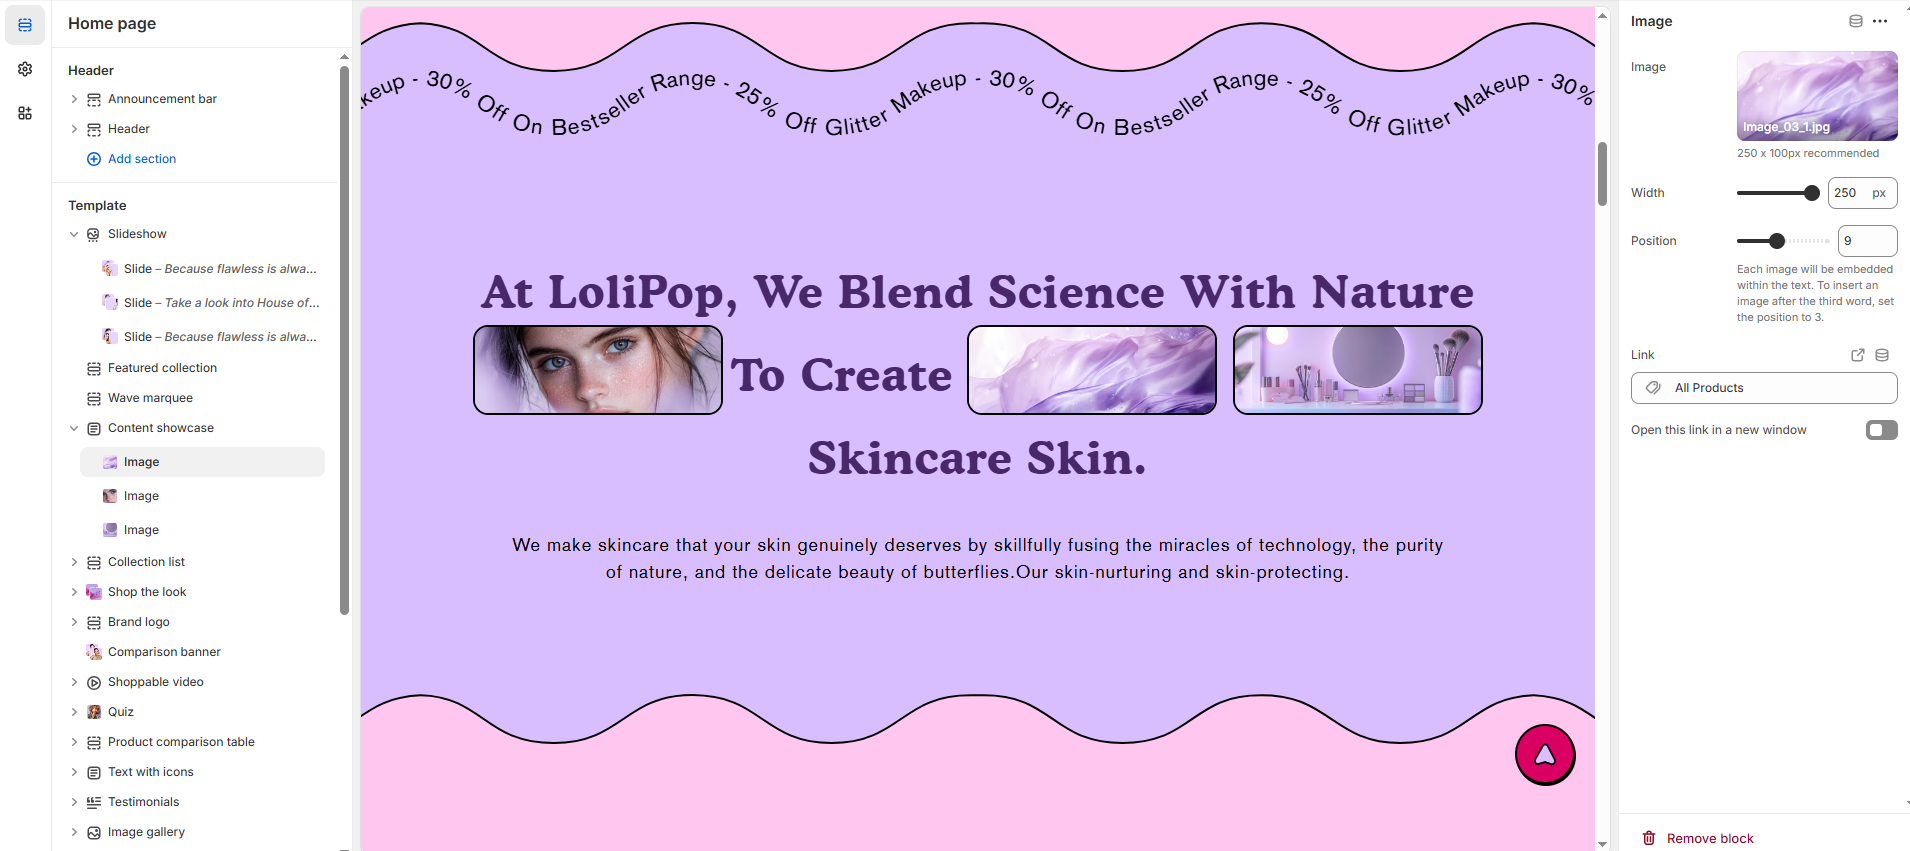 Home page
Header
Announcement bar
Header
Add section
Template
Slideshow
Slide – Because flawless is alwa...
Slide – Take a look into House of...
Slide – Because flawless is alwa...
Featured collection
Wave marquee
Content showcase
Image
Image
Image
Collection list
Shop the look
Brand logo
Comparison banner
Shoppable video
Quiz
Product comparison table
Text with icons
Testimonials
Image gallery
keup - 30% Off On Bestseller Range - 25% Off Glitter Makeup - 30% Off On Bestseller Range - 25% Off Glitter Makeup - 30%
At LoliPop, We Blend Science With Nature
To Create
Skincare Skin.
We make skincare that your skin genuinely deserves by skillfully fusing the miracles of technology, the purity
of nature, and the delicate beauty of butterflies.Our skin-nurturing and skin-protecting.
Image
Image
Image_03_1.jpg
250 x 100px recommended
Width
250 px
Position
9
Each image will be embedded
within the text. To insert an
image after the third word, set
the position to 3.
Link
All Products
Open this link in a new window
Remove block